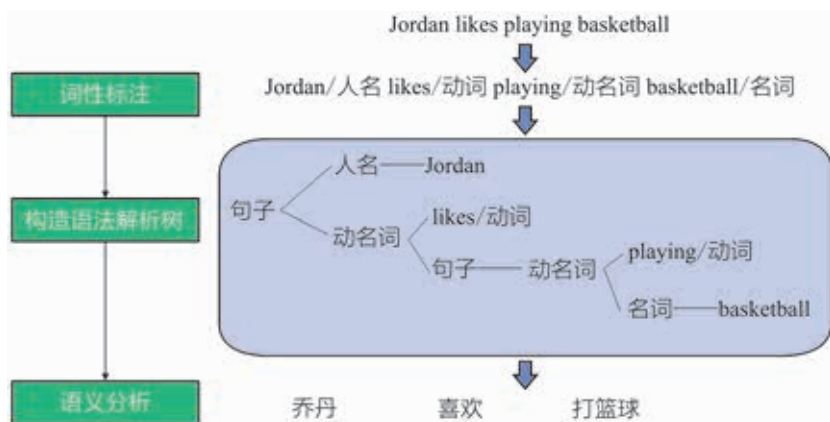 Jordan likes playing basketball
词性标注
Jordan/人名 likes/动词 playing/动名词 basketball/名词
人名
Jordan
句子
构造语法解析树
动名词
likes/动词
句子
动名词
playing/动词
名词
basketball
语义分析
乔丹 喜欢 打篮球